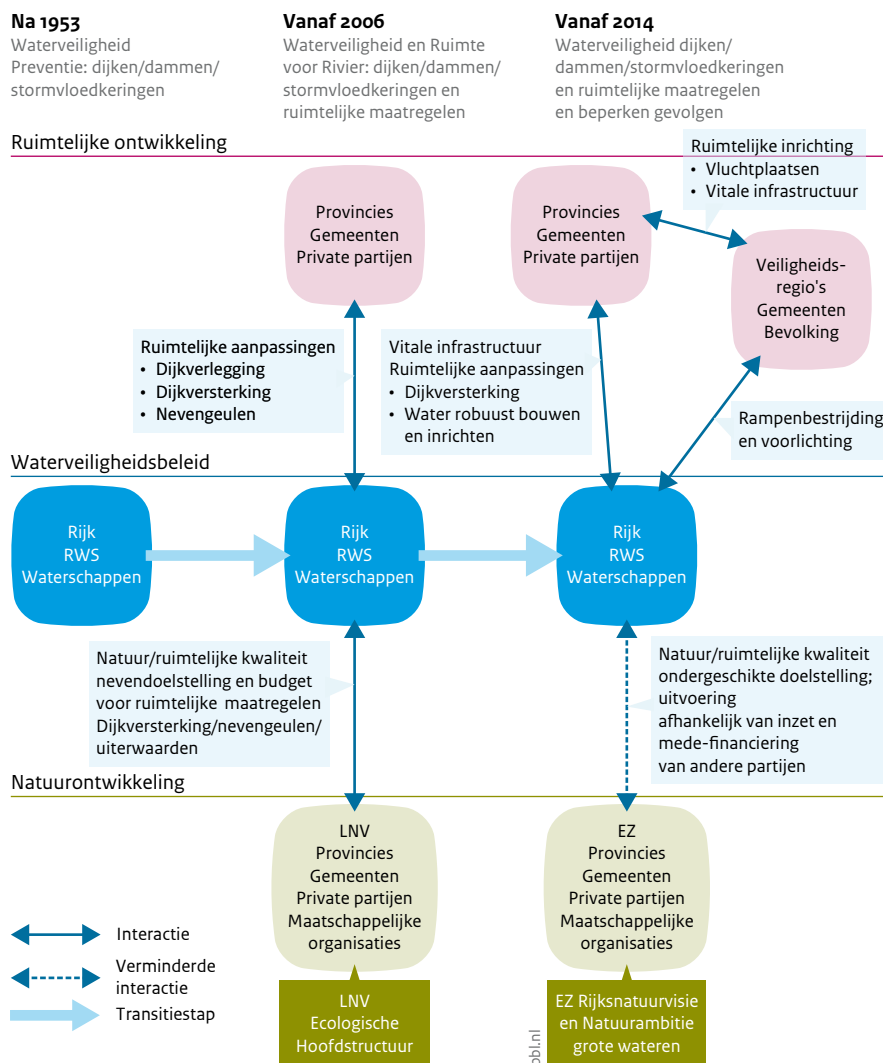 Na 1953
Waterveiligheid
Preventie: dijken/dammen/
stormvloedkeringen
Vanaf 2006
Waterveiligheid en Ruimte
voor Rivier: dijken/dammen/
stormvloedkeringen en
ruimtelijke maatregelen
Vanaf 2014
Waterveiligheid dijken/
dammen/stormvloedkeringen
en ruimtelijke maatregelen
en beperken gevolgen
Ruimtelijke ontwikkeling
Ruimtelijke inrichting
• Vluchtplaatsen
• Vitale infrastructuur
Provincies
Gemeenten
Private partijen
Provincies
Gemeenten
Private partijen
Veiligheids-
regio's
Gemeenten
Bevolking
Ruimtelijke aanpassingen
• Dijkverlegging
• Dijkversterking
• Nevengeulen
Vitale infrastructuur
Ruimtelijke aanpassingen
• Dijkversterking
• Water robuust bouwen
en inrichten
Rampenbestrijding
en voorlichting
Waterveiligheidsbeleid
Rijk
RWS
Waterschappen
Rijk
RWS
Waterschappen
Rijk
RWS
Waterschappen
Natuur/ruimtelijke kwaliteit
nevendoelstelling en budget
voor ruimtelijke maatregelen
Dijkversterking/nevengeulen/
uiterwaarden
Natuur/ruimtelijke kwaliteit
ondergeschikte doelstelling;
uitvoering
afhankelijk van inzet en
mede-financiering
van andere partijen
Natuurontwikkeling
LNV
Provincies
Gemeenten
Private partijen
Maatschappelijke
organisaties
EZ
Provincies
Gemeenten
Private partijen
Maatschappelijke
organisaties
Interactie
Verminderde
interactie
Transitiestap
LNV
Ecologische
Hoofdstructuur
EZ Rijksnatuurvisie
en Natuurambitie
grote wateren
pbl.nl